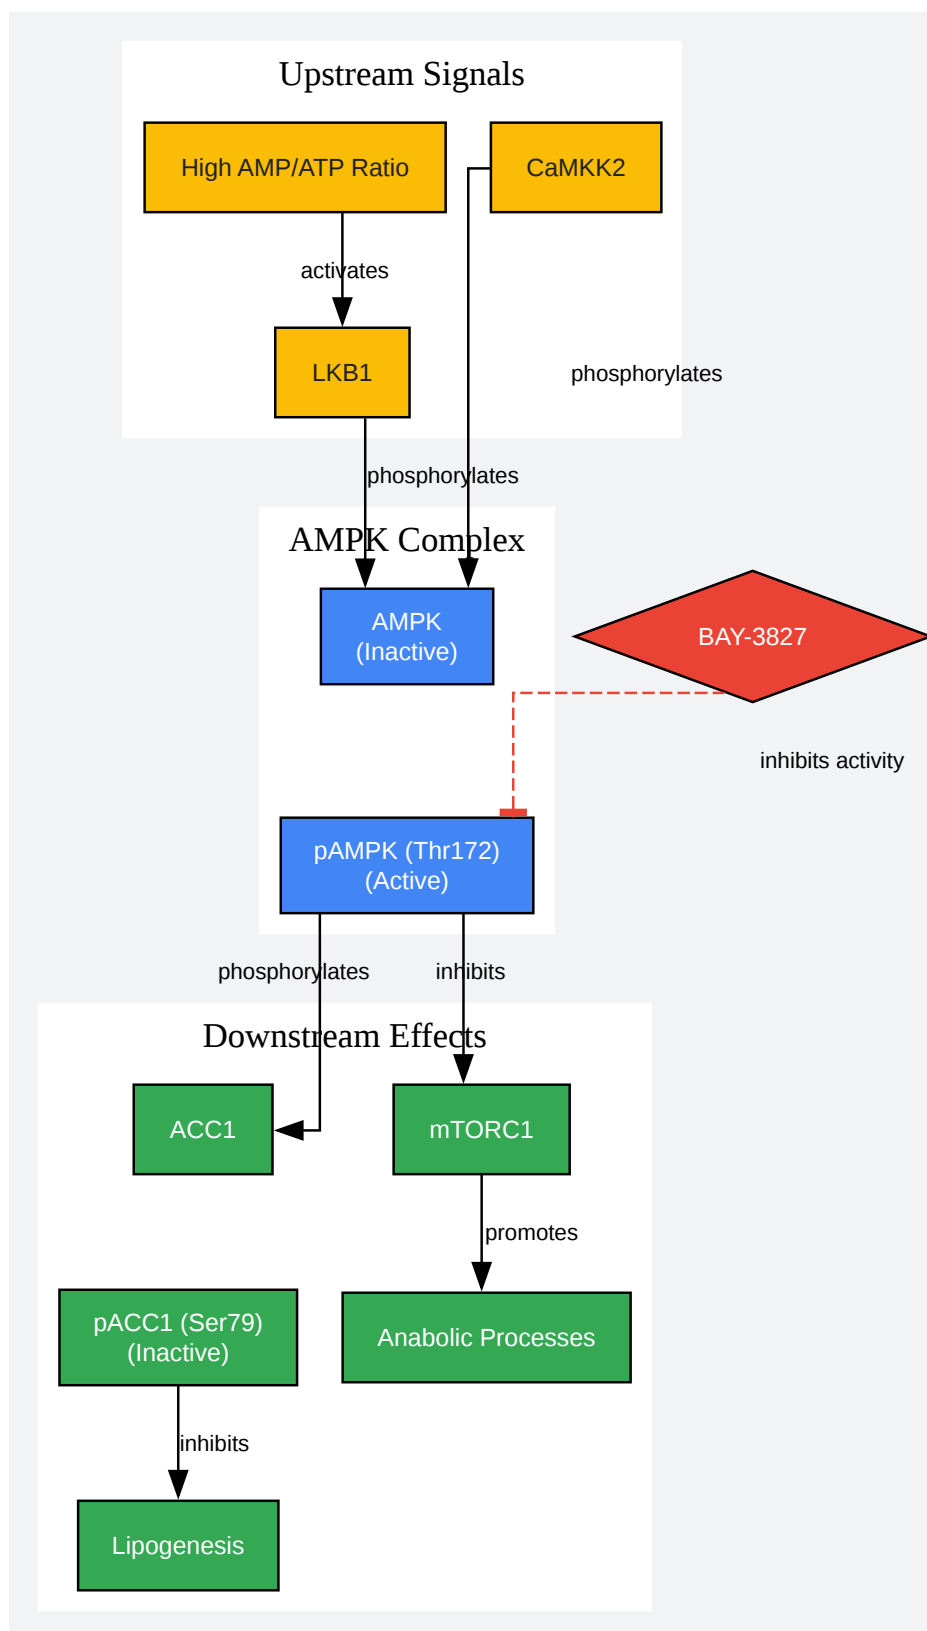 Upstream Signals
High AMP/ATP Ratio
CaMKK2
activates
LKB1
phosphorylates
phosphorylates
AMPK Complex
AMPK
(Inactive)
BAY-3827
inhibits activity
pAMPK (Thr172)
(Active)
phosphorylates
inhibits
Downstream Effects
ACC1
mTORC1
promotes
pACC1 (Ser79)
(Inactive)
Anabolic Processes
inhibits
Lipogenesis